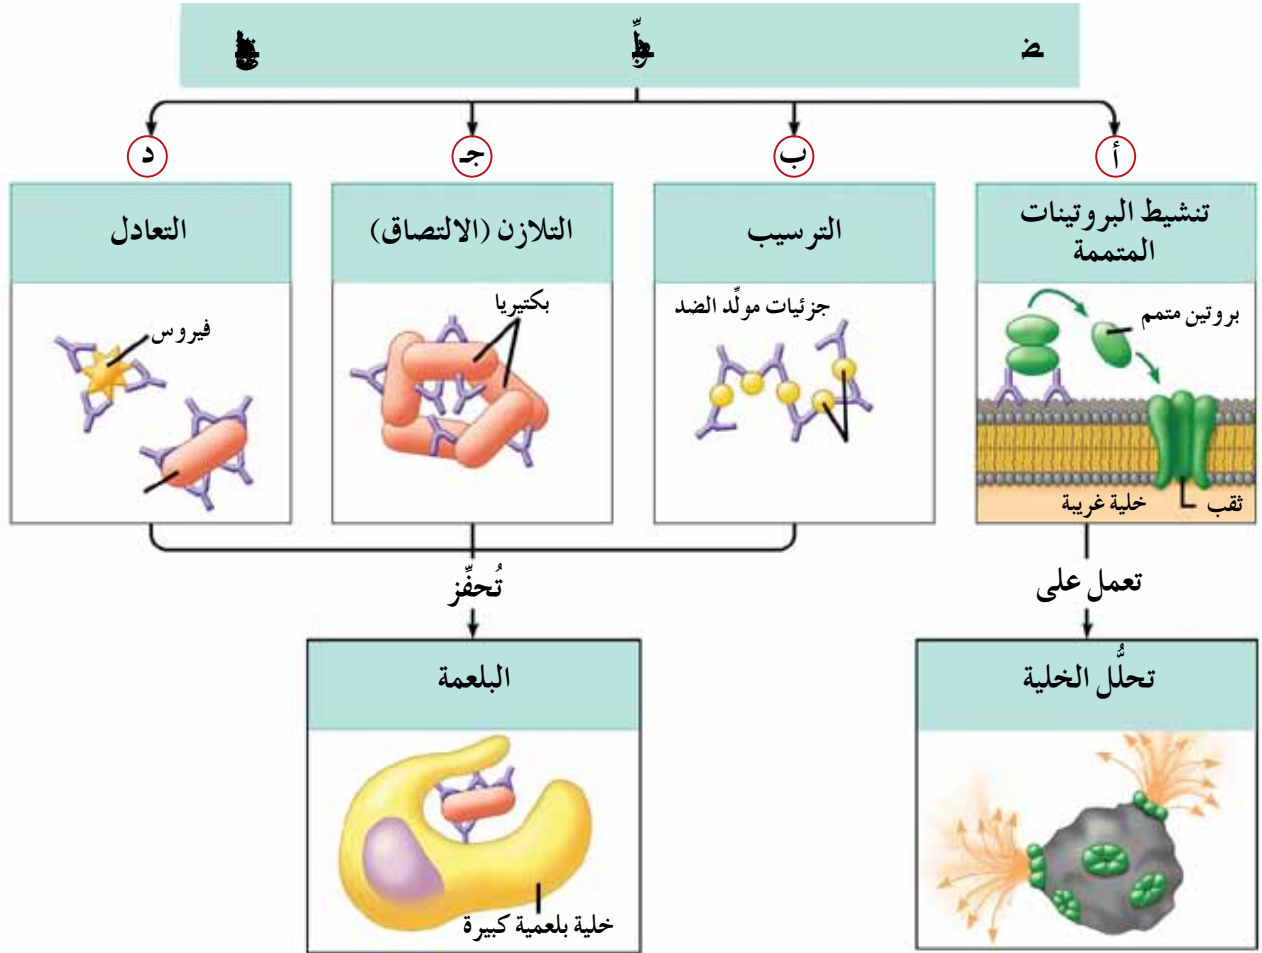 أ
ب
جـ
د
تنشيط البروتينات
المتممة
الترسيب
التلازن (الالتصاق)
التعادل
بروتين متمم
ثقب
خلية غريبة
جزئيات مولِّد الضد
بكتيريا
فيروس
تعمل على
تُحفِّز
تحلُّل الخلية
البلعمة
خلية بلعمية كبيرة